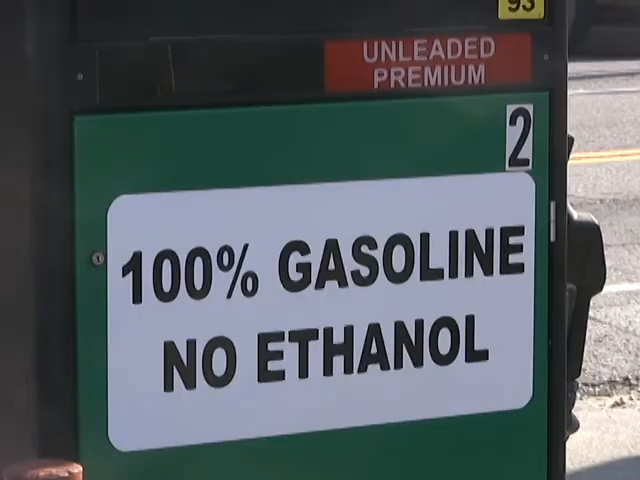 93
UNLEADED
PREMIUM
2
100% GASOLINE
NO ETHANOL